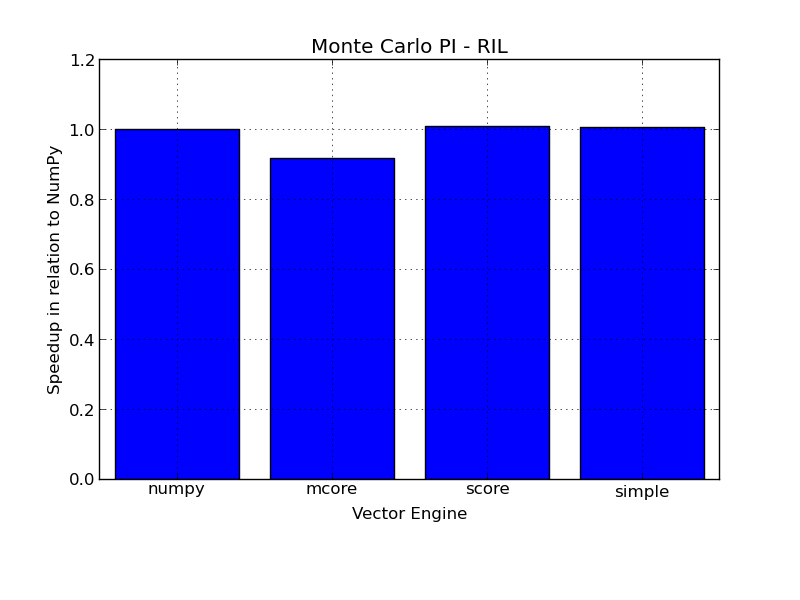 Monte Carlo PI - RIL
1.2
1.0
0.8
0.6
0.4
0.2
0.0
Speedup in relation to NumPy
numpy mcore score simple
Vector Engine